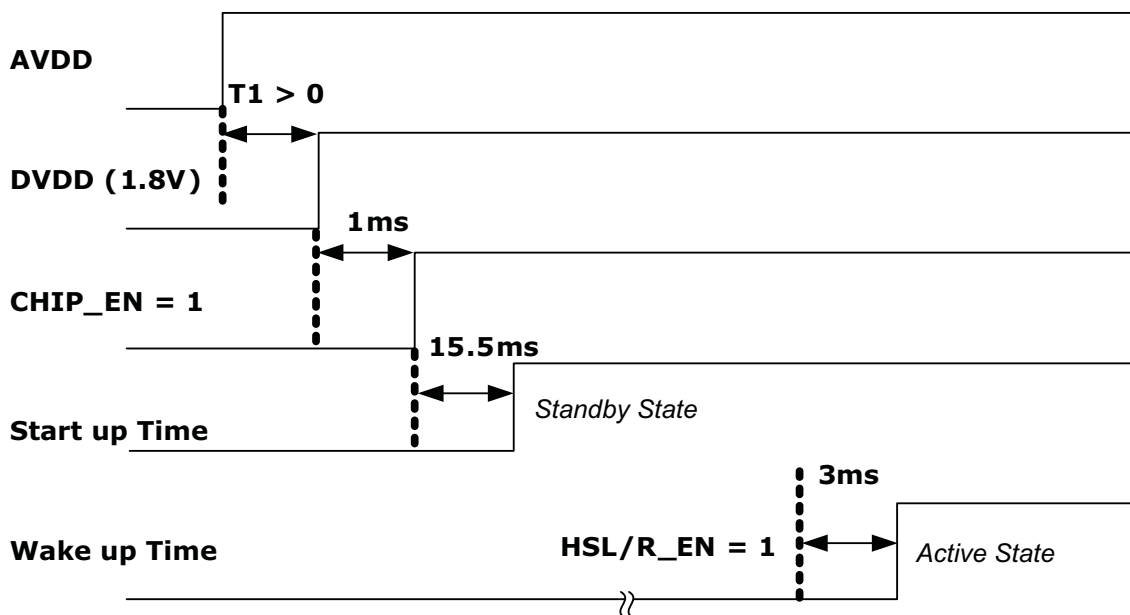 AVDD
T1 > 0
DVDD (1.8V)
1ms
CHIP_EN = 1
15.5ms
Standby State
Start up Time
3ms
Wake up Time
HSL/R_EN = 1
Active State